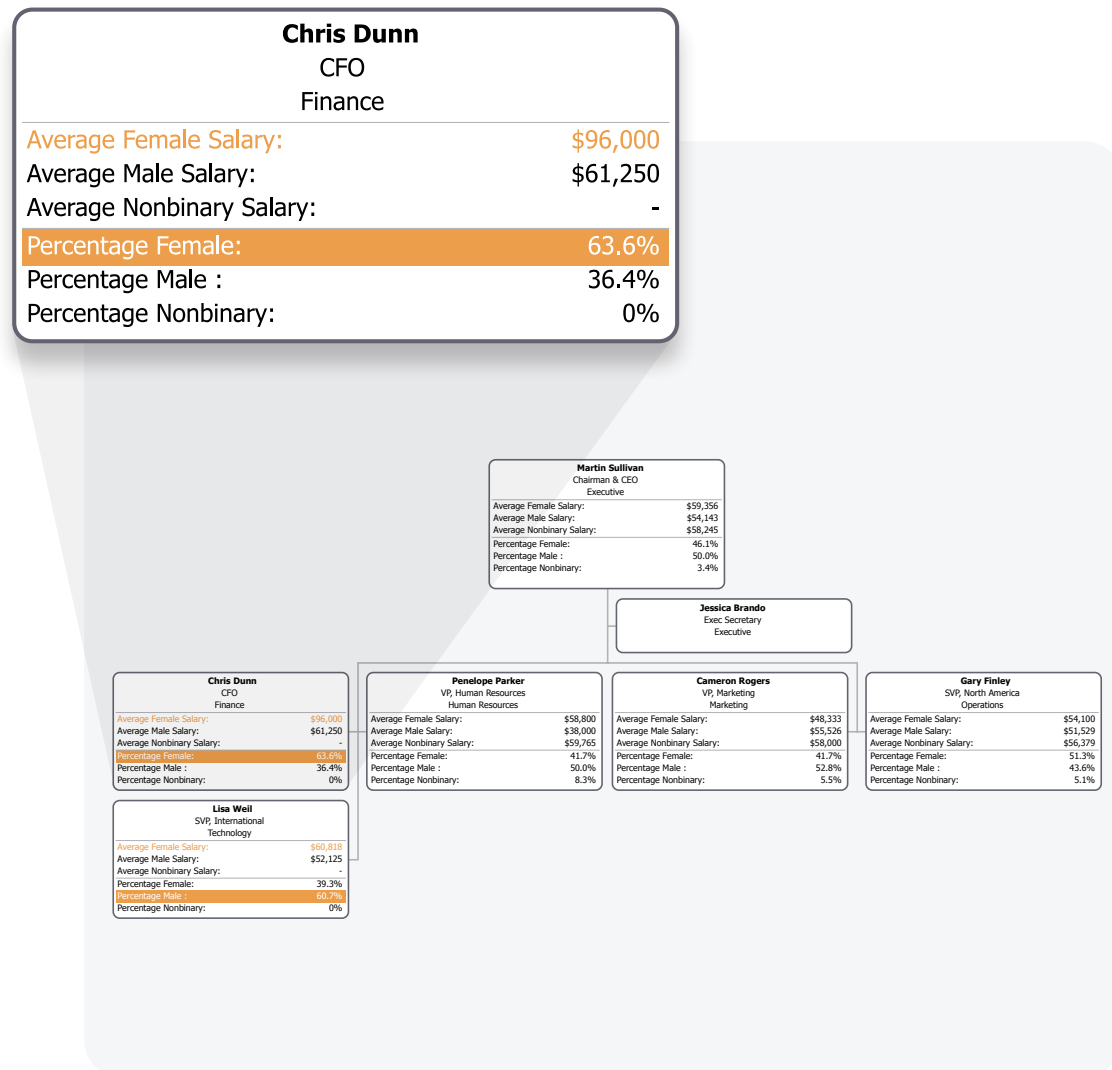 Chris Dunn
CFO
Finance
Average Female Salary: $96,000
Average Male Salary: $61,250
Average Nonbinary Salary: -
Percentage Female: 63.6%
Percentage Male : 36.4%
Percentage Nonbinary: 0%
Martin Sullivan
Chairman & CEO
Executive
Average Female Salary: $59,356
Average Male Salary: $54,143
Average Nonbinary Salary: $58,245
Percentage Female: 46.1%
Percentage Male : 50.0%
Percentage Nonbinary: 3.4%
Jessica Brando
Exec Secretary
Executive
Chris Dunn
CFO
Finance
Average Female Salary: $96,000
Average Male Salary: $61,250
Average Nonbinary Salary: -
Percentage Female: 63.6%
Percentage Male : 36.4%
Percentage Nonbinary: 0%
Penelope Parker
VP, Human Resources
Human Resources
Average Female Salary: $58,800
Average Male Salary: $38,000
Average Nonbinary Salary: $59,765
Percentage Female: 41.7%
Percentage Male : 50.0%
Percentage Nonbinary: 8.3%
Cameron Rogers
VP, Marketing
Marketing
Average Female Salary: $48,333
Average Male Salary: $55,526
Average Nonbinary Salary: $58,000
Percentage Female: 41.7%
Percentage Male : 52.8%
Percentage Nonbinary: 5.5%
Gary Finley
SVP, North America
Operations
Average Female Salary: $54,100
Average Male Salary: $51,529
Average Nonbinary Salary: $56,379
Percentage Female: 51.3%
Percentage Male : 43.6%
Percentage Nonbinary: 5.1%
Lisa Weil
SVP, International
Technology
Average Female Salary: $60,818
Average Male Salary: $52,125
Average Nonbinary Salary: -
Percentage Female: 39.3%
Percentage Male : 60.7%
Percentage Nonbinary: 0%